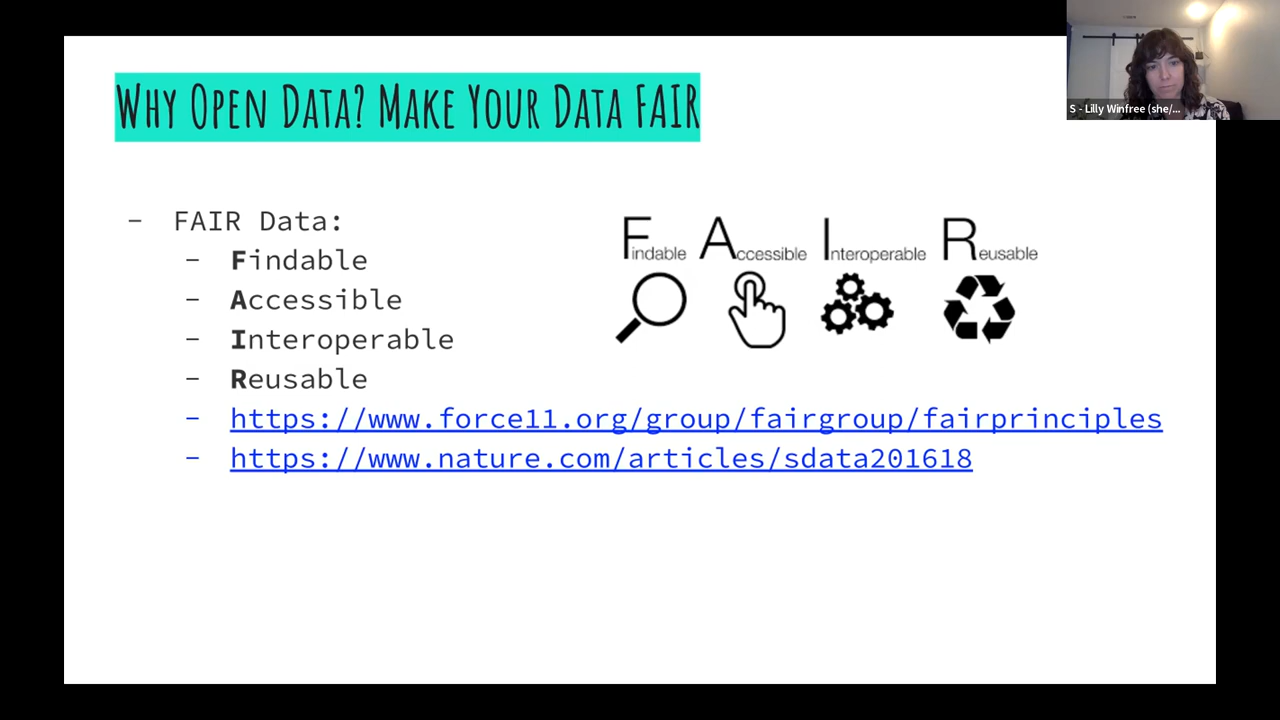 Why Open Data? Make Your Data FAIR
S - Lilly Winfree (she/...
- FAIR Data:
- Findable
- Accessible
- Interoperable
- Reusable
- https://www.force11.org/group/fairgroup/fairprinciples
- https://www.nature.com/articles/sdata201618
Findable Accessible Interoperable Reusable